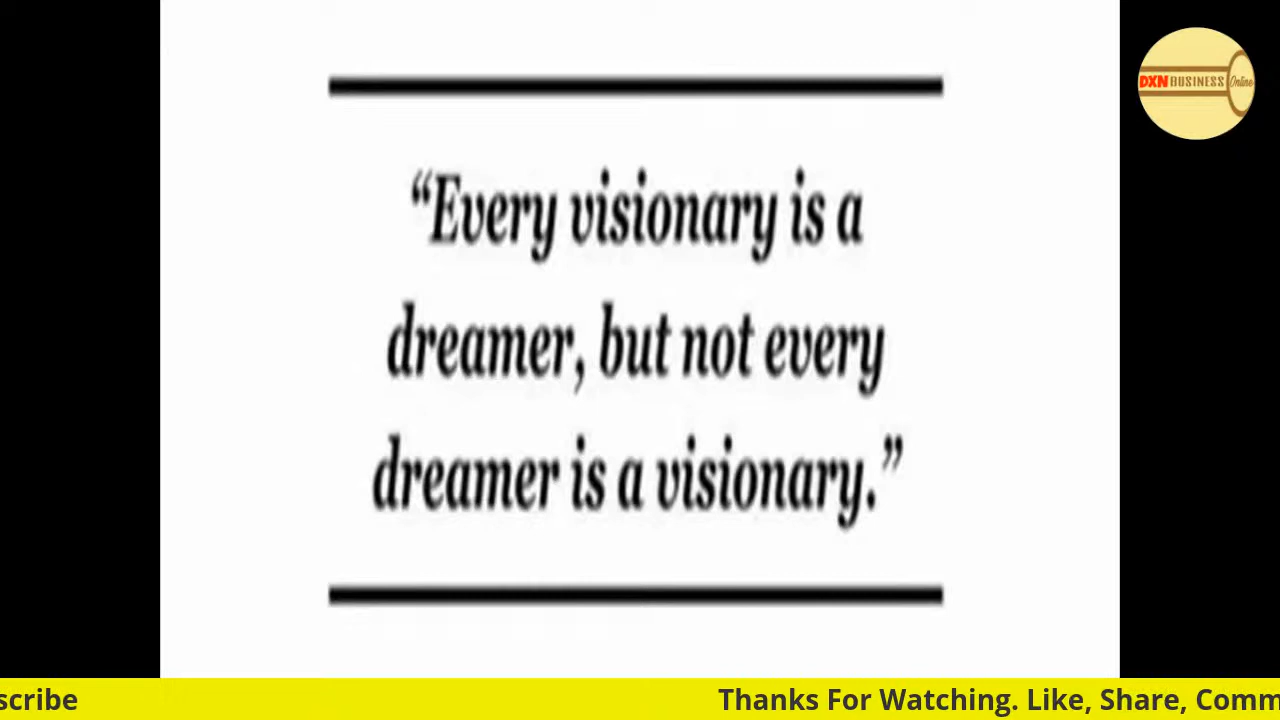 DXN BUSINESS Online
“Every visionary is a
dreamer, but not every
dreamer is a visionary.”
scribe Thanks For Watching. Like, Share, Comm